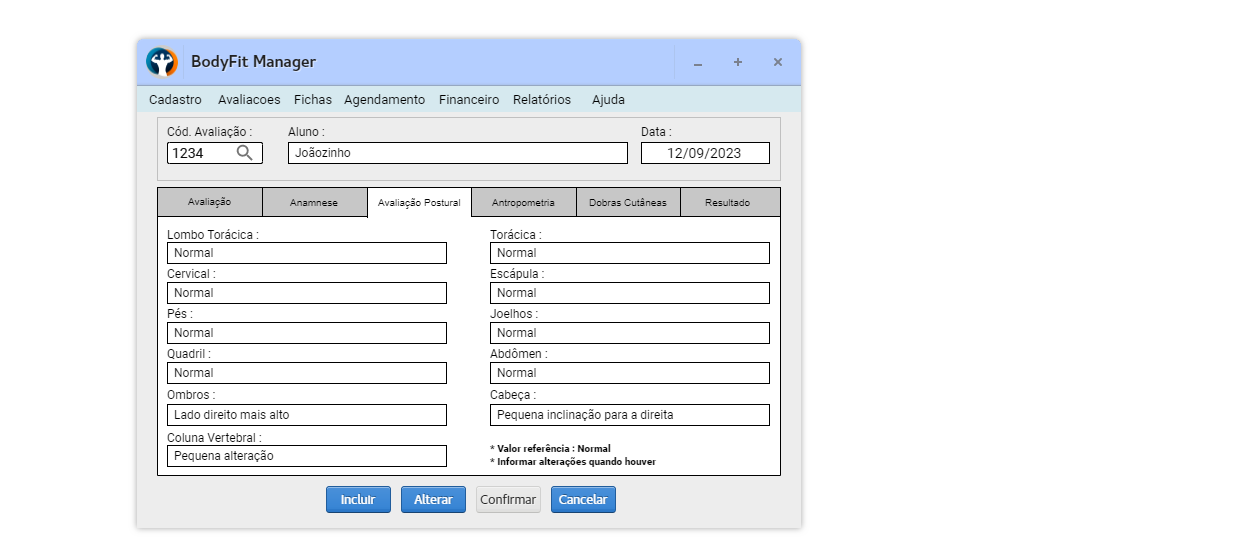 BodyFit Manager
Cadastro Avaliacoes Fichas Agendamento Financeiro Relatórios Ajuda
Cód. Avaliação : Aluno : Data :
1234 Joãozinho 12/09/2023
Avaliação Anamnese Avaliação Postural Antropometria Dobras Cutâneas Resultado
Lombo Torácica : Torácica :
Normal Normal
Cervical : Escápula :
Normal Normal
Pés : Joelhos :
Normal Normal
Quadril : Abdômen :
Normal Normal
Ombros : Cabeça :
Lado direito mais alto Pequena inclinação para a direita
Coluna Vertebral :
Pequena alteração
* Valor referência : Normal
* Informar alterações quando houver
Incluir Alterar Confirmar Cancelar